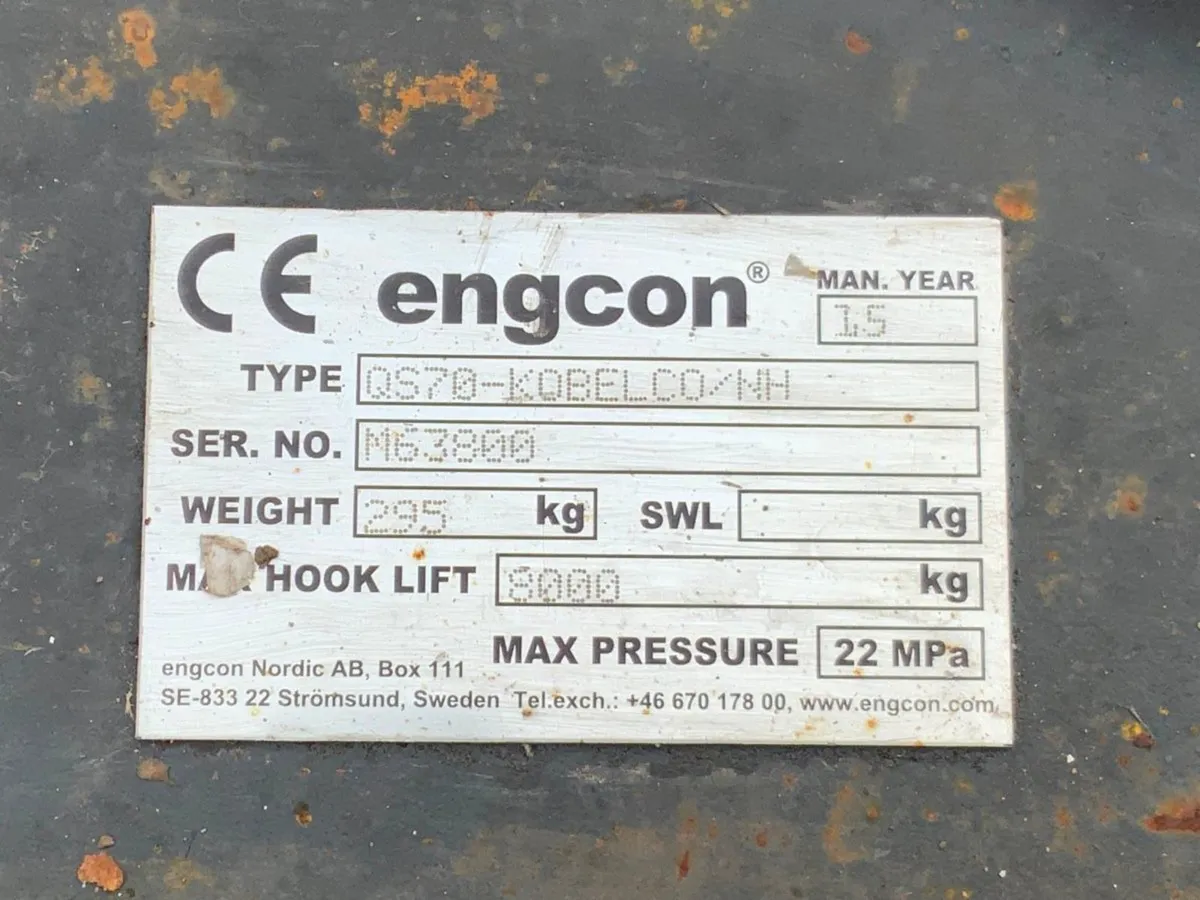 CE engcon® MAN. YEAR
15
TYPE QS70-KOBELCO/NH
SER. NO. M63800
WEIGHT 295 kg SWL kg
MAX HOOK LIFT 8000 kg
MAX PRESSURE 22 MPa
engcon Nordic AB, Box 111
SE-833 22 Strömsund, Sweden Tel.exch.: +46 670 178 00, www.engcon.com